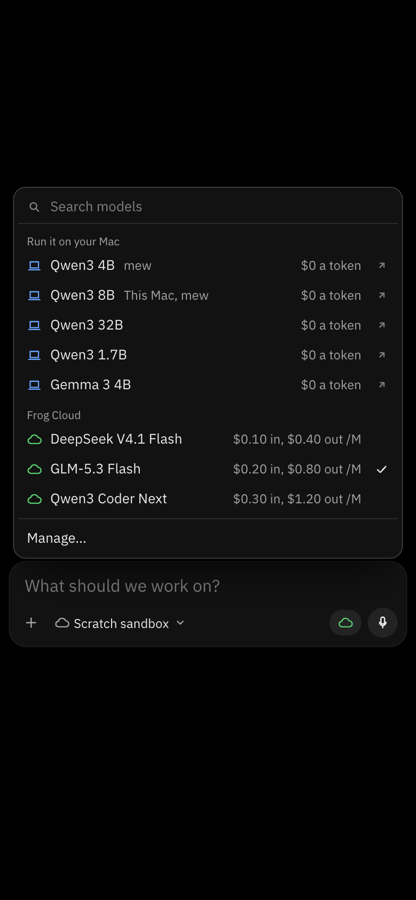 Search models
Run it on your Mac
Qwen3 4B mew $0 a token
Qwen3 8B This Mac, mew $0 a token
Qwen3 32B $0 a token
Qwen3 1.7B $0 a token
Gemma 3 4B $0 a token
Frog Cloud
DeepSeek V4.1 Flash $0.10 in, $0.40 out /M
GLM-5.3 Flash $0.20 in, $0.80 out /M
Qwen3 Coder Next $0.30 in, $1.20 out /M
Manage...
What should we work on?
Scratch sandbox